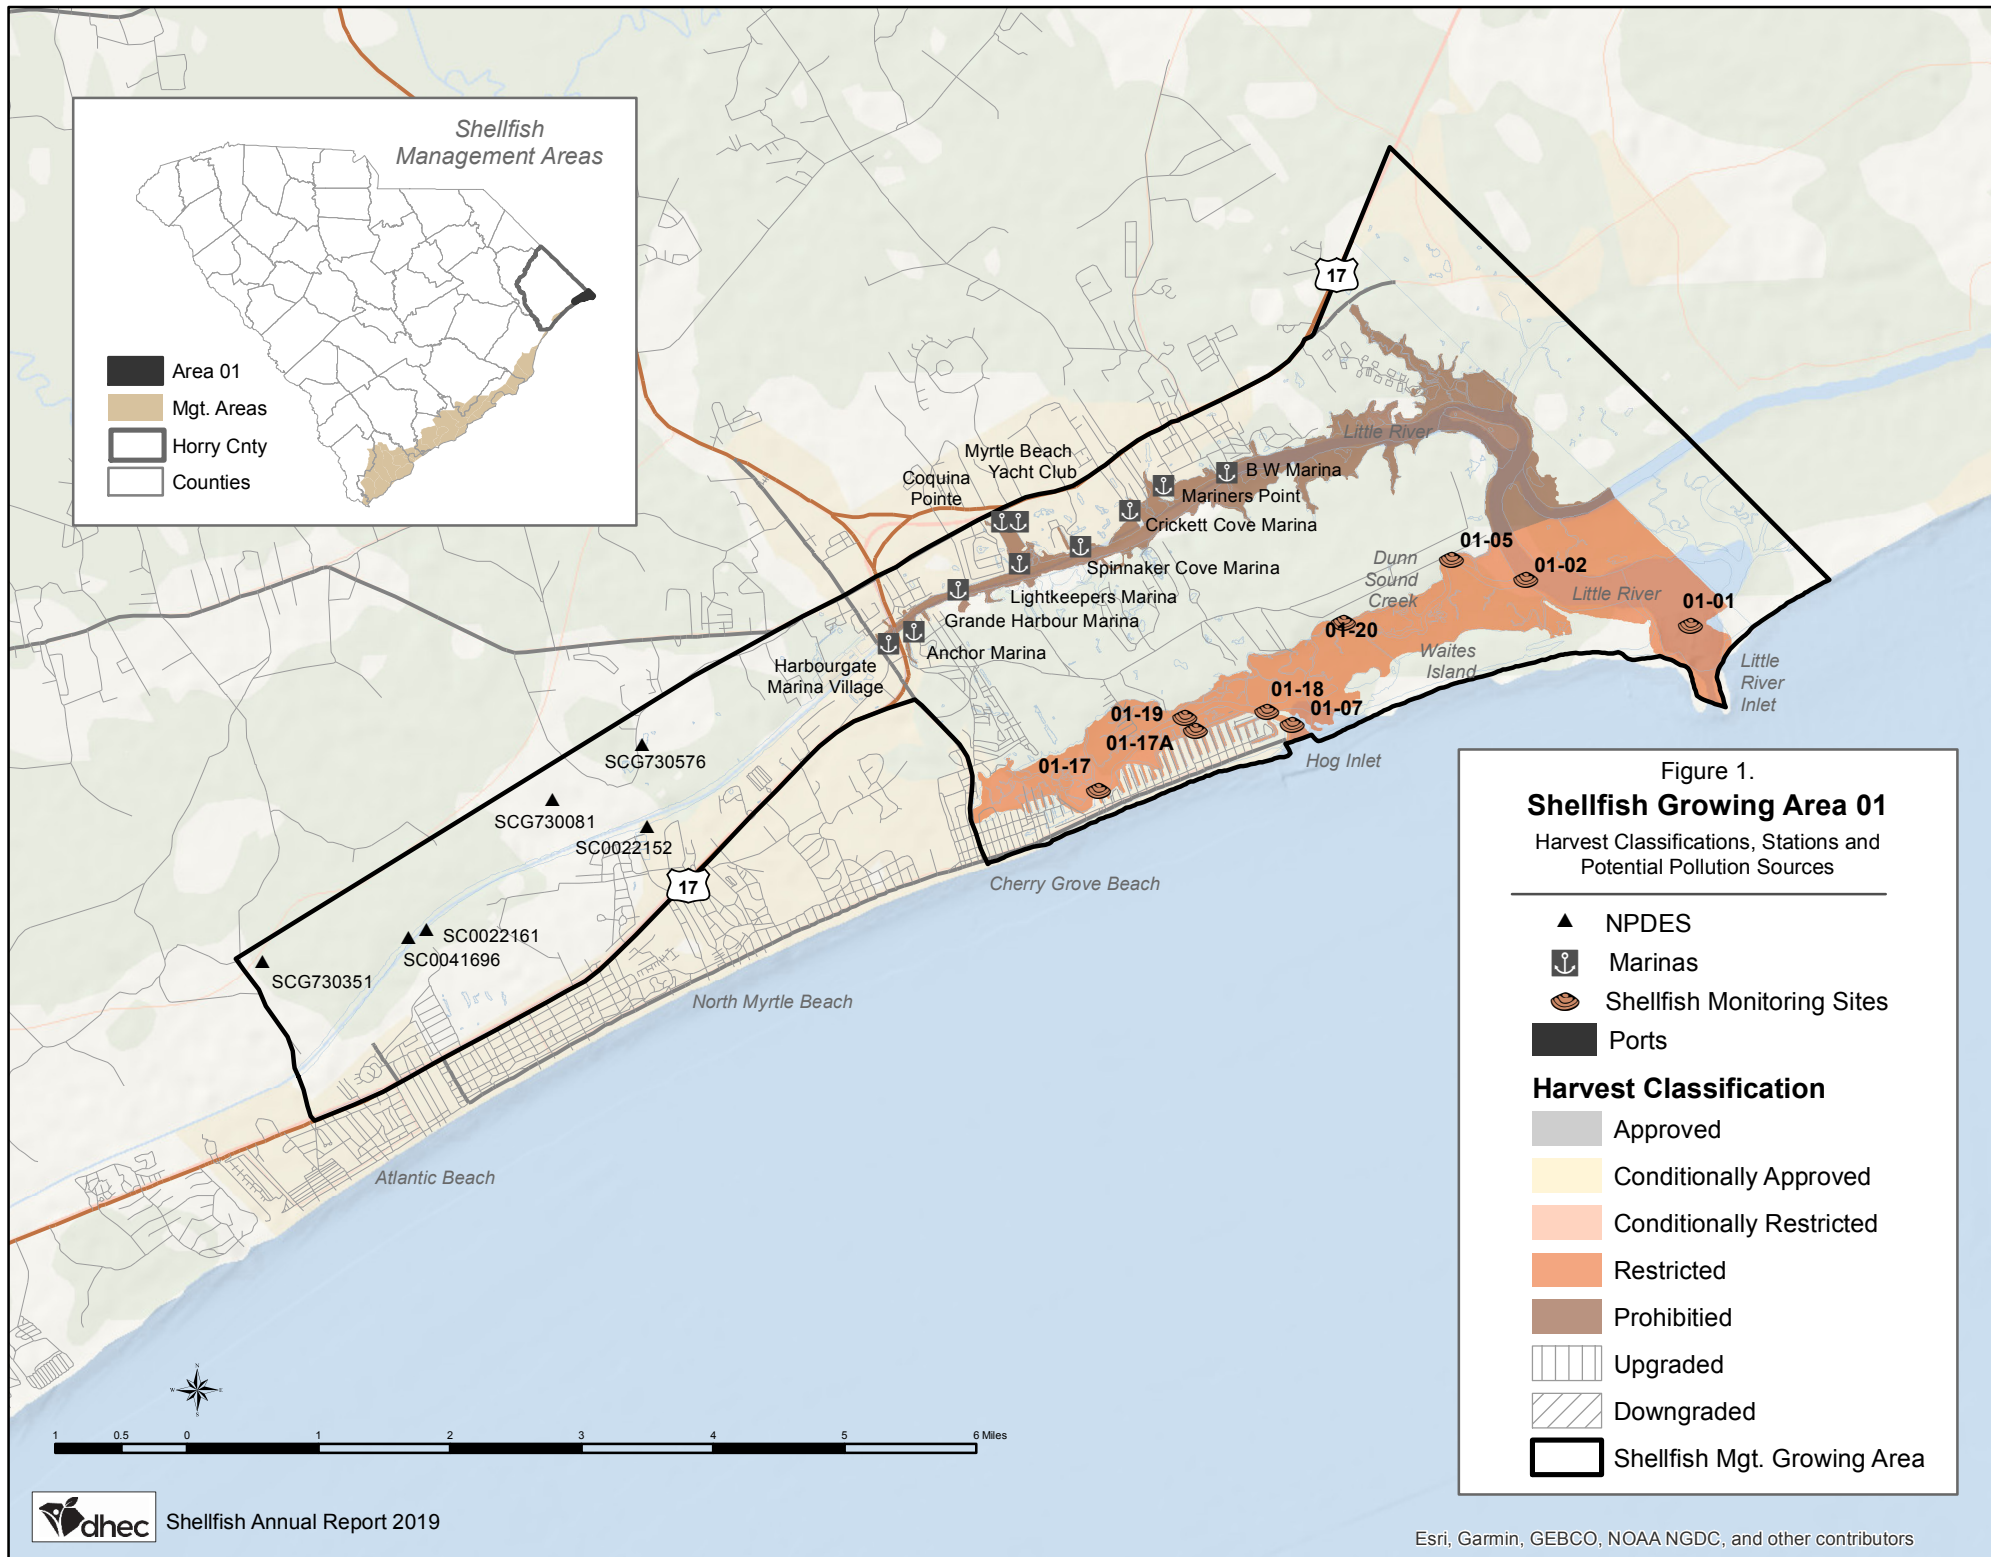 Shellfish
Management Areas
Area 01
Mgt. Areas
Horry Cnty
Counties
17
Little River
Myrtle Beach
Yacht Club
Coquina
Pointe
B W Marina
Mariners Point
Crickett Cove Marina
Spinnaker Cove Marina
Lightkeepers Marina
Grande Harbour Marina
Anchor Marina
Harbourgate
Marina Village
Dunn
Sound
Creek
01-05
01-02
Little River
01-01
01-20
Waites
Island
Little
River
Inlet
01-18
01-07
01-19
01-17A
01-17
Hog Inlet
SCG730576
SCG730081
SC0022152
17
SC0022161
SC0041696
SCG730351
Cherry Grove Beach
North Myrtle Beach
Atlantic Beach
Figure 1.
Shellfish Growing Area 01
Harvest Classifications, Stations and
Potential Pollution Sources
NPDES
Marinas
Shellfish Monitoring Sites
Ports
Harvest Classification
Approved
Conditionally Approved
Conditionally Restricted
Restricted
Prohibitied
Upgraded
Downgraded
Shellfish Mgt. Growing Area
N
W E
S
1 0.5 0 1 2 3 4 5 6 Miles
dhec
Shellfish Annual Report 2019
Esri, Garmin, GEBCO, NOAA NGDC, and other contributors